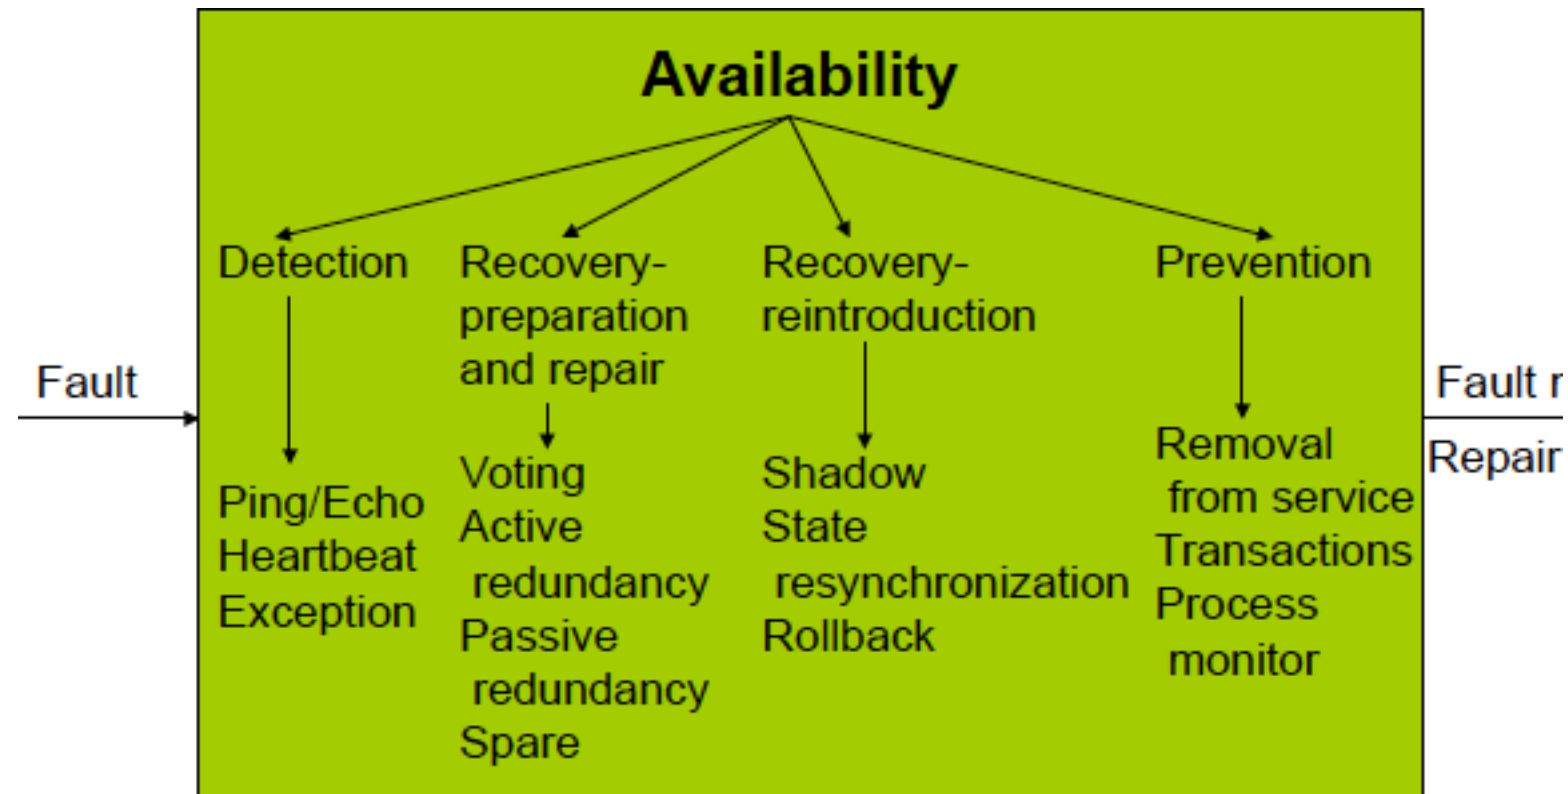 Availability
Detection
Recovery-
preparation
and repair
Recovery-
reintroduction
Prevention
Fault
Ping/Echo
Heartbeat
Exception
Voting
Active
redundancy
Passive
redundancy
Spare
Shadow
State
resynchronization
Rollback
Removal
from service
Transactions
Process
monitor
Fault
Repair